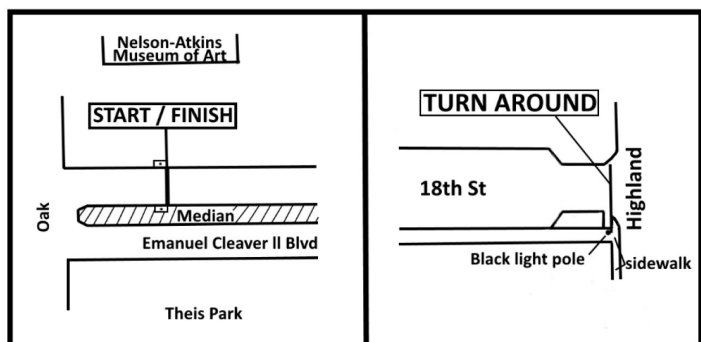 Nelson-Atkins
Museum of Art
START / FINISH
Oak
Median
Emanuel Cleaver ll Blvd
Theis Park
TURN AROUND
18th St
Highland
Black light pole
sidewalk